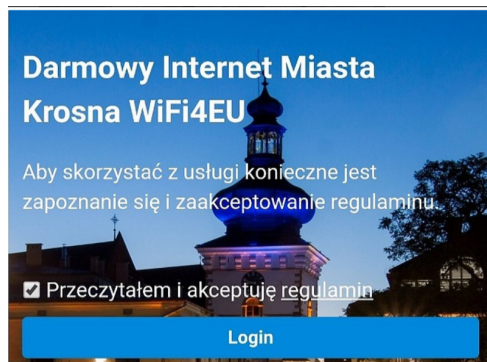 Darmowy Internet Miasta
Krosna WiFi4EU
Aby skorzystać z usługi konieczne jest
zapoznanie się i zaakceptowanie regulaminu.
Przeczytałem i akceptuję regulamin
Login